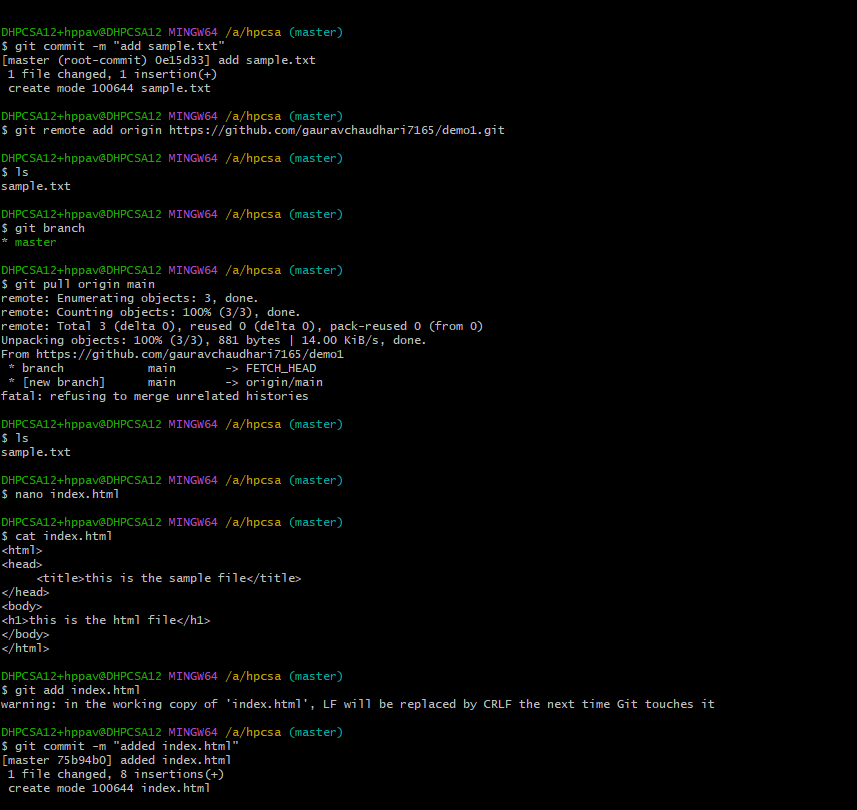 DHPCSA12+hppav@DHPCSA12 MINGW64 /a/hpcsa (master)
$ git commit -m "add sample.txt"
[master (root-commit) 0e15d33] add sample.txt
 1 file changed, 1 insertion(+)
 create mode 100644 sample.txt

DHPCSA12+hppav@DHPCSA12 MINGW64 /a/hpcsa (master)
$ git remote add origin https://github.com/gauravchaudhari7165/demo1.git

DHPCSA12+hppav@DHPCSA12 MINGW64 /a/hpcsa (master)
$ ls
sample.txt

DHPCSA12+hppav@DHPCSA12 MINGW64 /a/hpcsa (master)
$ git branch
* master

DHPCSA12+hppav@DHPCSA12 MINGW64 /a/hpcsa (master)
$ git pull origin main
remote: Enumerating objects: 3, done.
remote: Counting objects: 100% (3/3), done.
remote: Total 3 (delta 0), reused 0 (delta 0), pack-reused 0 (from 0)
Unpacking objects: 100% (3/3), 881 bytes | 14.00 KiB/s, done.
From https://github.com/gauravchaudhari7165/demo1
 * branch            main       -> FETCH_HEAD
 * [new branch]      main       -> origin/main
fatal: refusing to merge unrelated histories

DHPCSA12+hppav@DHPCSA12 MINGW64 /a/hpcsa (master)
$ ls
sample.txt

DHPCSA12+hppav@DHPCSA12 MINGW64 /a/hpcsa (master)
$ nano index.html

DHPCSA12+hppav@DHPCSA12 MINGW64 /a/hpcsa (master)
$ cat index.html
<html>
<head>
     <title>this is the sample file</title>
</head>
<body>
<h1>this is the html file</h1>
</body>
</html>

DHPCSA12+hppav@DHPCSA12 MINGW64 /a/hpcsa (master)
$ git add index.html
warning: in the working copy of 'index.html', LF will be replaced by CRLF the next time Git touches it

DHPCSA12+hppav@DHPCSA12 MINGW64 /a/hpcsa (master)
$ git commit -m "added index.html"
[master 75b94b0] added index.html
 1 file changed, 8 insertions(+)
 create mode 100644 index.html